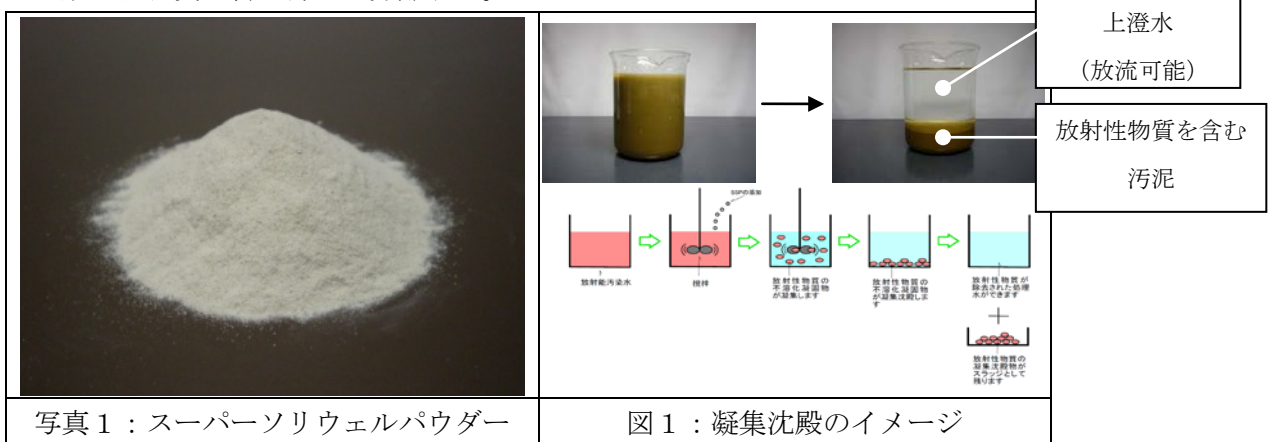 上澄水
(放流可能)
放射性物質を含む
汚泥
SSPの添加
放射能汚染水
撹拌
放射性物質の
不溶化凝固物
が凝集します
放射性物質の
不溶化凝固物
が凝集沈殿しま
す
放射性物質が
除去された処理
水ができます
+
放射性物質の
凝集沈殿物が
スラッジとして
残ります
写真1:スーパーソリウェルパウダー
図1:凝集沈殿のイメージ